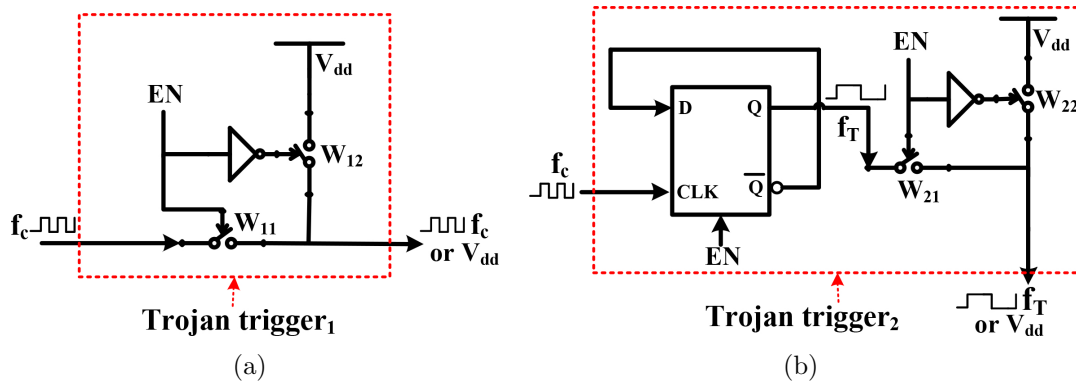 V_dd
EN
W_12
f_c
W_11
f_c
or V_dd
Trojan trigger_1
(a)
V_dd
EN
D
Q
f_T
W_22
f_c
CLK
Q̅
W_21
EN
f_T
or V_dd
Trojan trigger_2
(b)